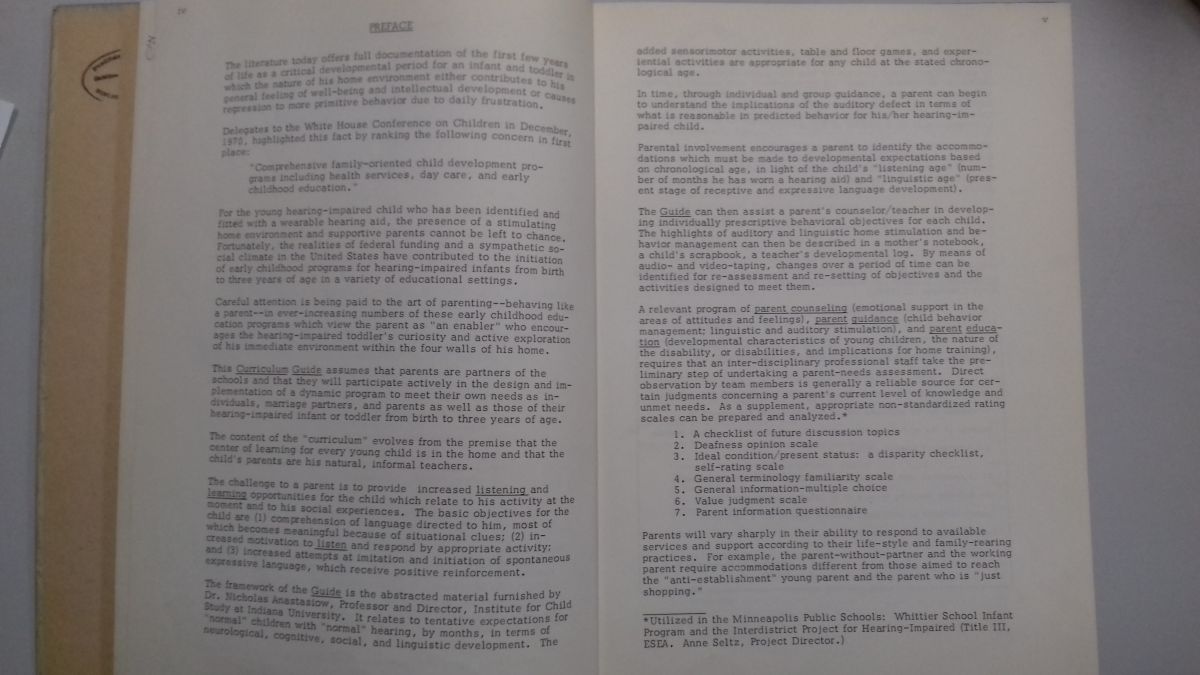 iv
PREFACE
The literature today offers full documentation of the first few years
of life as a critical developmental period for an infant and toddler in
which the nature of his home environment either contributes to his
general feeling of well-being and intellectual development or causes
regression to more primitive behavior due to daily frustration.
Delegates to the White House Conference on Children in December,
1970, highlighted this fact by ranking the following concern in first
place:
"Comprehensive family-oriented child development pro-
grams including health services, day care, and early
childhood education."
For the young hearing-impaired child who has been identified and
fitted with a wearable hearing aid, the presence of a stimulating
home environment and supportive parents cannot be left to chance.
Fortunately, the realities of federal funding and a sympathetic so-
cial climate in the United States have contributed to the initiation
of early childhood programs for hearing-impaired infants from birth
to three years of age in a variety of educational settings.
Careful attention is being paid to the art of parenting--behaving like
a parent--in ever-increasing numbers of these early childhood edu-
cation programs which view the parent as "an enabler" who encour-
ages the hearing-impaired toddler's curiosity and active exploration
of his immediate environment within the four walls of his home.
This Curriculum Guide assumes that parents are partners of the
schools and that they will participate actively in the design and im-
plementation of a dynamic program to meet their own needs as in-
dividuals, marriage partners, and parents as well as those of their
hearing-impaired infant or toddler from birth to three years of age.
The content of the "curriculum" evolves from the premise that the
center of learning for every young child is in the home and that the
child's parents are his natural, informal teachers.
The challenge to a parent is to provide increased listening and
learning opportunities for the child which relate to his activity at the
moment and to his social experiences. The basic objectives for the
child are (1) comprehension of language directed to him, most of
which becomes meaningful because of situational clues; (2) in-
creased motivation to listen and respond by appropriate activity;
and (3) increased attempts at imitation and initiation of spontaneous
expressive language, which receive positive reinforcement.
The framework of the Guide is the abstracted material furnished by
Dr. Nicholas Anastasiow, Professor and Director, Institute for Child
Study at Indiana University. It relates to tentative expectations for
"normal" children with "normal" hearing, by months, in terms of
neurological, cognitive, social, and linguistic development. The
v
added sensorimotor activities, table and floor games, and exper-
iential activities are appropriate for any child at the stated chrono-
logical age.
In time, through individual and group guidance, a parent can begin
to understand the implications of the auditory defect in terms of
what is reasonable in predicted behavior for his/her hearing-im-
paired child.
Parental involvement encourages a parent to identify the accommo-
dations which must be made to developmental expectations based
on chronological age, in light of the child's "listening age" (num-
ber of months he has worn a hearing aid) and "linguistic age" (pres-
ent stage of receptive and expressive language development).
The Guide can then assist a parent's counselor/teacher in develop-
ing individually prescriptive behavioral objectives for each child.
The highlights of auditory and linguistic home stimulation and be-
havior management can then be described in a mother's notebook,
a child's scrapbook, a teacher's developmental log. By means of
audio- and video-taping, changes over a period of time can be
identified for re-assessment and re-setting of objectives and the
activities designed to meet them.
A relevant program of parent counseling (emotional support in the
areas of attitudes and feelings), parent guidance (child behavior
management; linguistic and auditory stimulation), and parent educa-
tion (developmental characteristics of young children, the nature of
the disability, or disabilities, and implications for home training),
requires that an inter-disciplinary professional staff take the pre-
liminary step of undertaking a parent-needs assessment. Direct
observation by team members is generally a reliable source for cer-
tain judgments concerning a parent's current level of knowledge and
unmet needs. As a supplement, appropriate non-standardized rating
scales can be prepared and analyzed.*
1. A checklist of future discussion topics
2. Deafness opinion scale
3. Ideal condition/present status: a disparity checklist,
self-rating scale
4. General terminology familiarity scale
5. General information-multiple choice
6. Value judgment scale
7. Parent information questionnaire
Parents will vary sharply in their ability to respond to available
services and support according to their life-style and family-rearing
practices. For example, the parent-without-partner and the working
parent require accommodations different from those aimed to reach
the "anti-establishment" young parent and the parent who is "just
shopping."
*Utilized in the Minneapolis Public Schools: Whittier School Infant
Program and the Interdistrict Project for Hearing-Impaired (Title III,
ESEA. Anne Seltz, Project Director.)